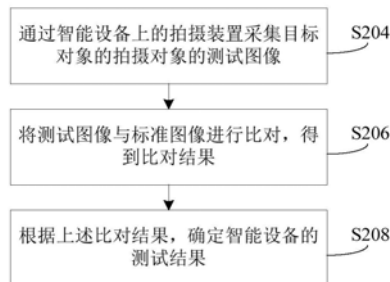 通过智能设备上的拍摄装置采集目标
对象的拍摄对象的测试图像
S204
将测试图像与标准图像进行比对，得
到比对结果
S206
根据上述比对结果，确定智能设备的
测试结果
S208